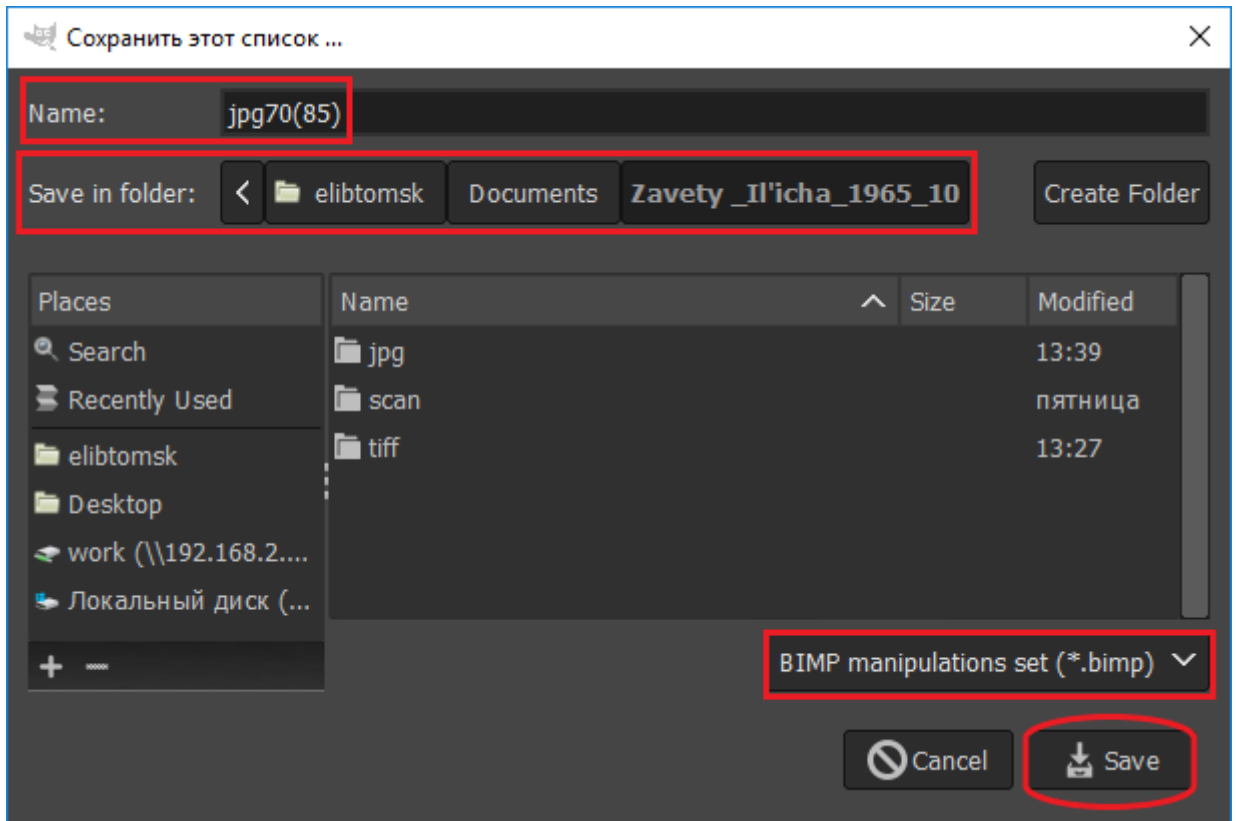 Сохранить этот список ...
Name: jpg70(85)
Save in folder: < elibtomsk Documents Zavety _Il'icha_1965_10 Create Folder
Places Name Size Modified
Search jpg 13:39
Recently Used scan пятница
elibtomsk tiff 13:27
Desktop
work (\\192.168.2....
Локальный диск (...
BIMP manipulations set (*.bimp)
Cancel Save